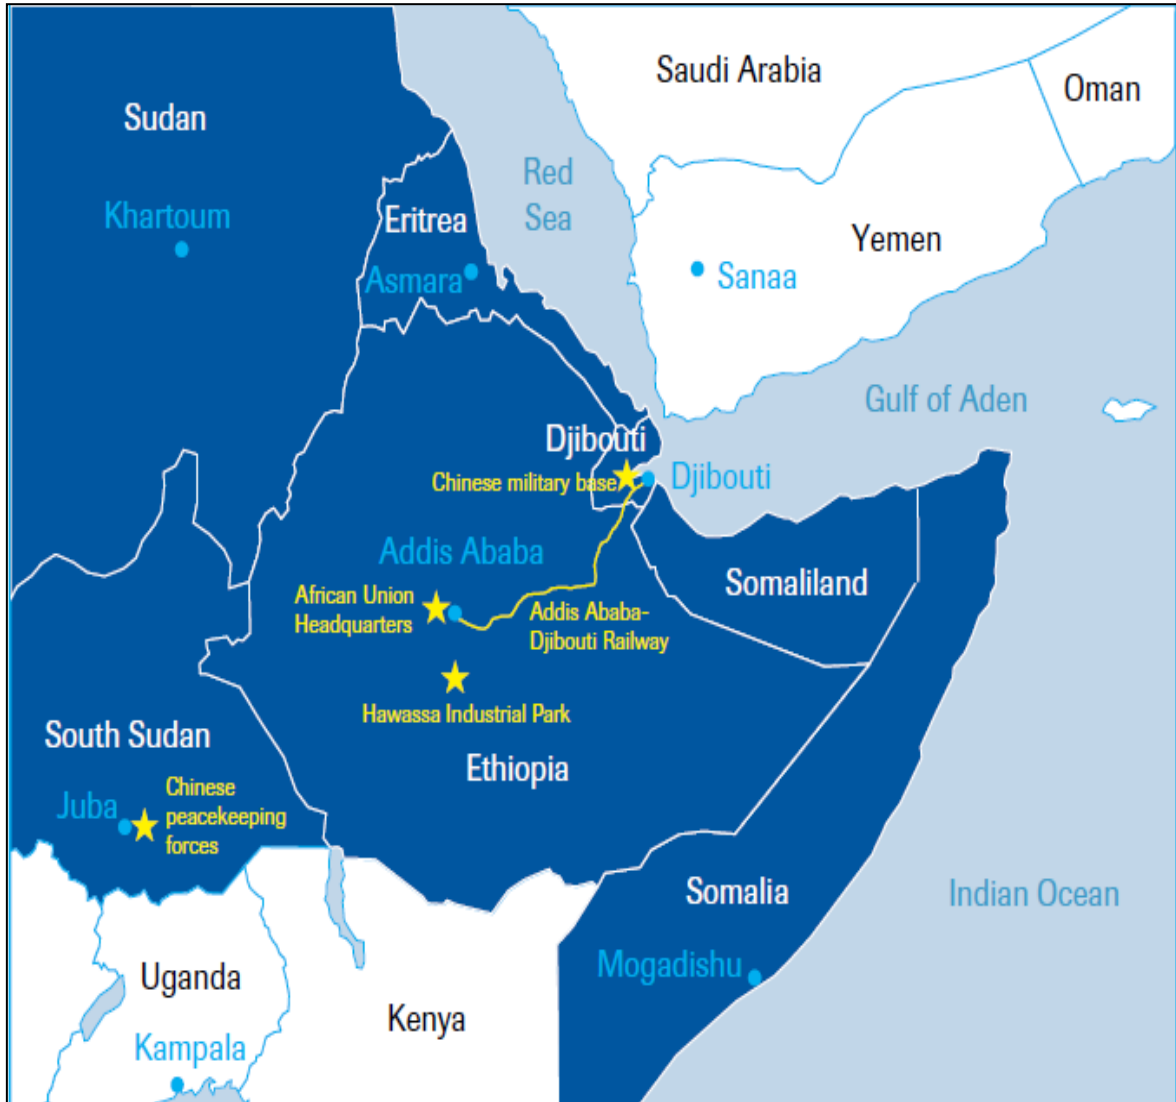 Saudi Arabia
Oman
Sudan
Red
Sea
Khartoum
Eritrea
Yemen
Asmara
Sanaa
Gulf of Aden
Djibouti
Chinese military base
Djibouti
Addis Ababa
Somaliland
African Union
Headquarters
Addis Ababa-
Djibouti Railway
Hawassa Industrial Park
South Sudan
Ethiopia
Chinese
peacekeeping
forces
Juba
Somalia
Indian Ocean
Mogadishu
Uganda
Kenya
Kampala